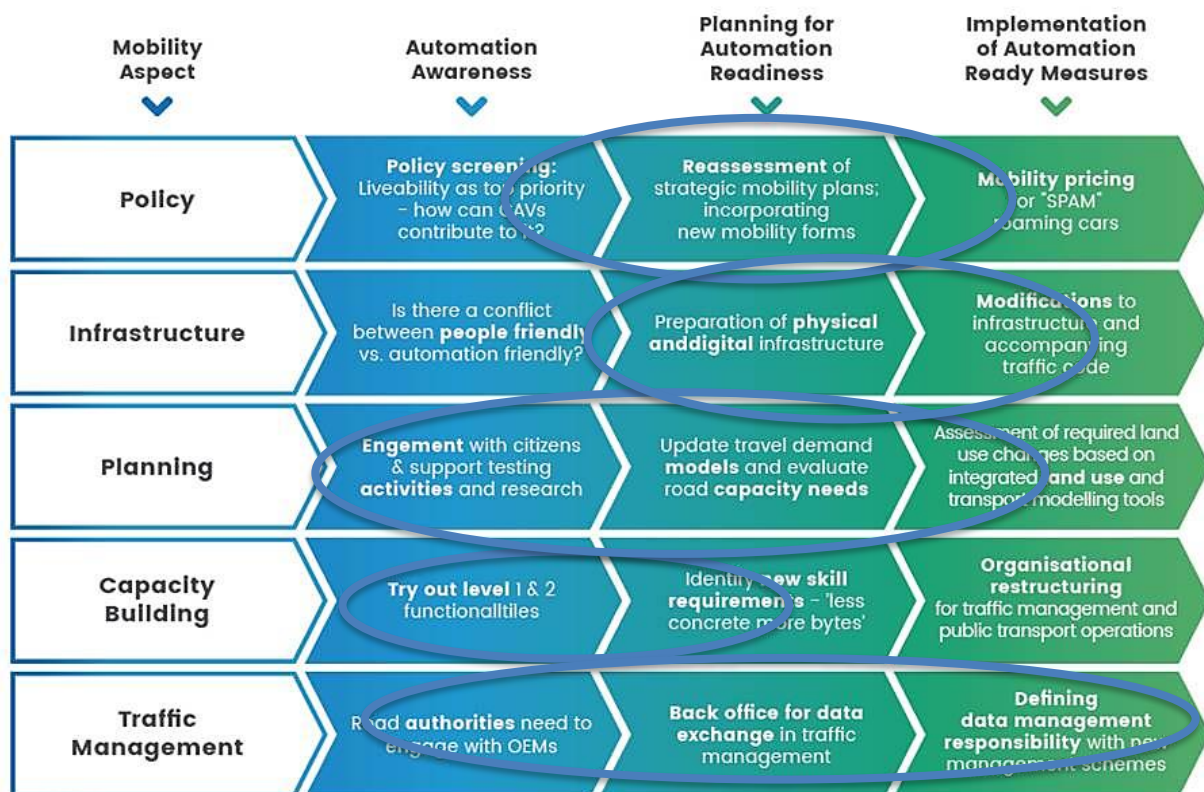 Mobility
Aspect
Automation
Awareness
Planning for
Automation
Readiness
Implementation
of Automation
Ready Measures
Policy
Policy screening:
Liveability as top priority
- how can CAVs
contribute to it?
Reassessment of
strategic mobility plans;
incorporating
new mobility forms
Mobility pricing
for "SPAM"
roaming cars
Infrastructure
Is there a conflict
between people friendly
vs. automation friendly?
Preparation of physical
anddigital infrastructure
Modifications to
infrastructure and
accompanying
traffic code
Planning
Engement with citizens
& support testing
activities and research
Update travel demand
models and evaluate
road capacity needs
Assessment of required land
use changes based on
integrated land use and
transport modelling tools
Capacity
Building
Try out level 1 & 2
functionalltiles
Identify new skill
requirements - 'less
concrete more bytes'
Organisational
restructuring
for traffic management and
public transport operations
Traffic
Management
Road authorities need to
engage with OEMs
Back office for data
exchange in traffic
management
Defining
data management
responsibility with new
management schemes